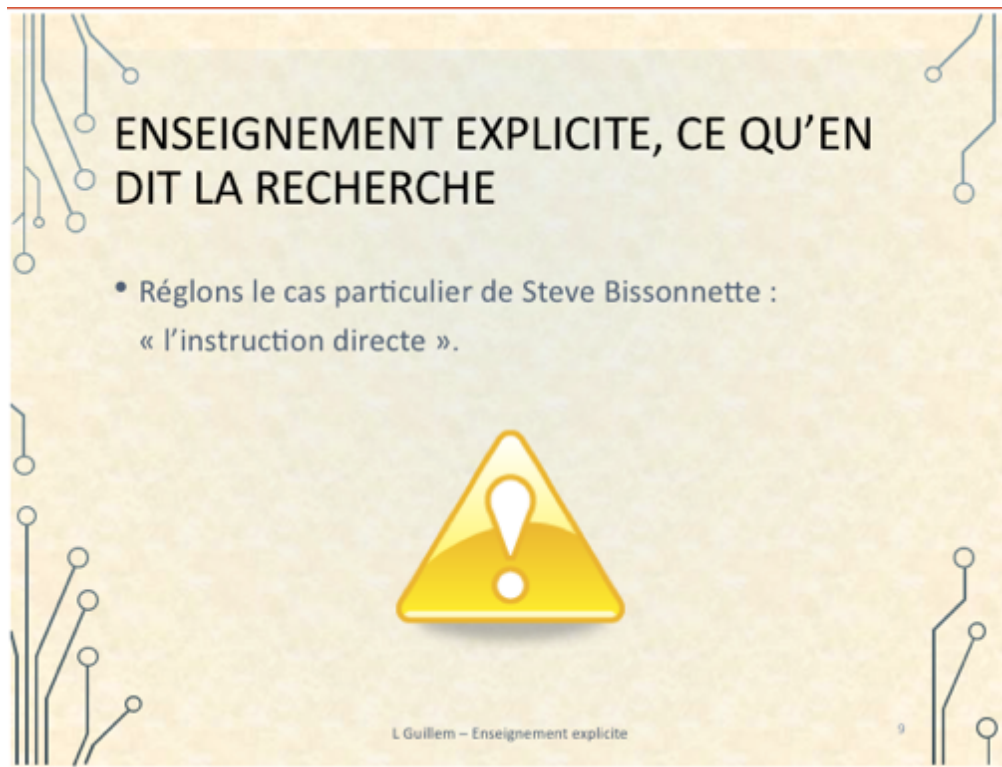 ENSEIGNEMENT EXPLICITE, CE QU’EN
DIT LA RECHERCHE
• Réglons le cas particulier de Steve Bissonnette :
« l’instruction directe ».
L Guillem – Enseignement explicite
9